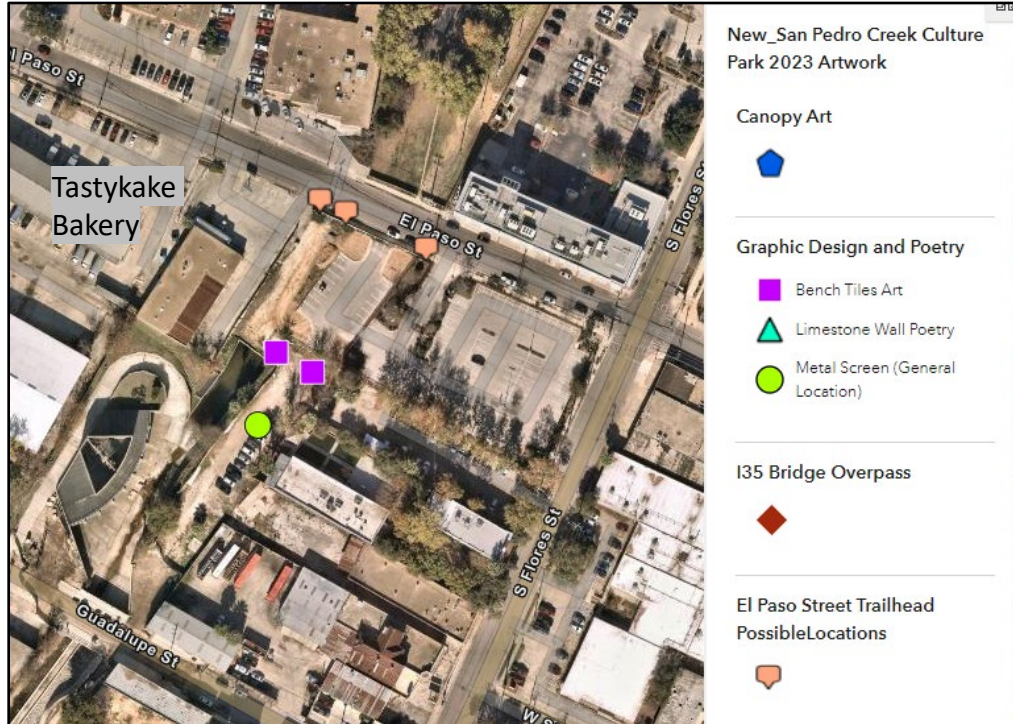 l Paso St
Tastykake
Bakery
El Paso St
S Flores St
S Flores St
Guadalupe St
New_San Pedro Creek Culture
Park 2023 Artwork
Canopy Art
Graphic Design and Poetry
Bench Tiles Art
Limestone Wall Poetry
Metal Screen (General
Location)
I35 Bridge Overpass
El Paso Street Trailhead
PossibleLocations